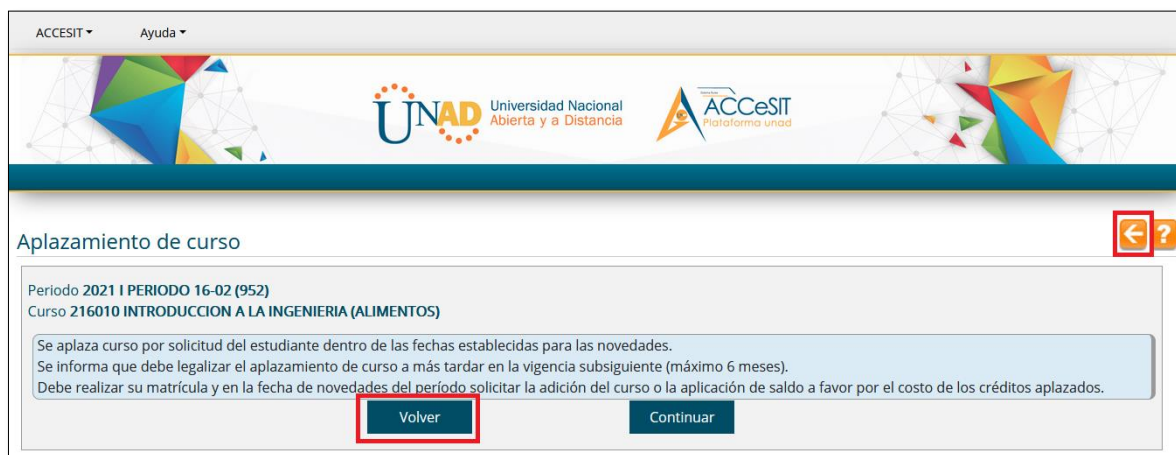 ACCESIT Ayuda
UNAD Universidad Nacional
Abierta y a Distancia
ACCeSIT
Plataforma unad
Aplazamiento de curso
?
Periodo 2021 I PERIODO 16-02 (952)
Curso 216010 INTRODUCCION A LA INGENIERIA (ALIMENTOS)
Se aplaza curso por solicitud del estudiante dentro de las fechas establecidas para las novedades.
Se informa que debe legalizar el aplazamiento de curso a más tardar en la vigencia subsiguiente (máximo 6 meses).
Debe realizar su matrícula y en la fecha de novedades del período solicitar la adición del curso o la aplicación de saldo a favor por el costo de los créditos aplazados.
Volver Continuar